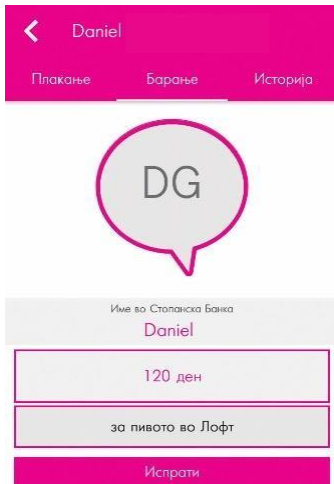 Daniel
Плаќање Барање Историја
DG
Име во Стопанска Банка
Daniel
120 ден
за пивото во Лофт
Испрати